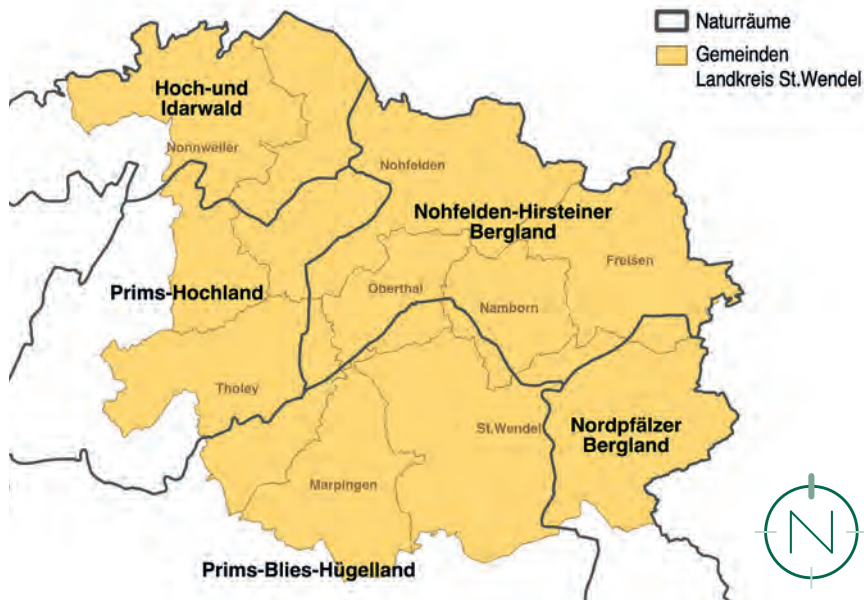 Naturräume
Gemeinden
Landkreis St.Wendel
Hoch-und
Idarwald
Nonnweiler
Nohfelden
Nohfelden-Hirsteiner
Bergland
Freisen
Prims-Hochland
Oberthal
Namborn
Tholey
St.Wendel
Nordpfälzer
Bergland
Marpingen
Prims-Blies-Hügelland
N